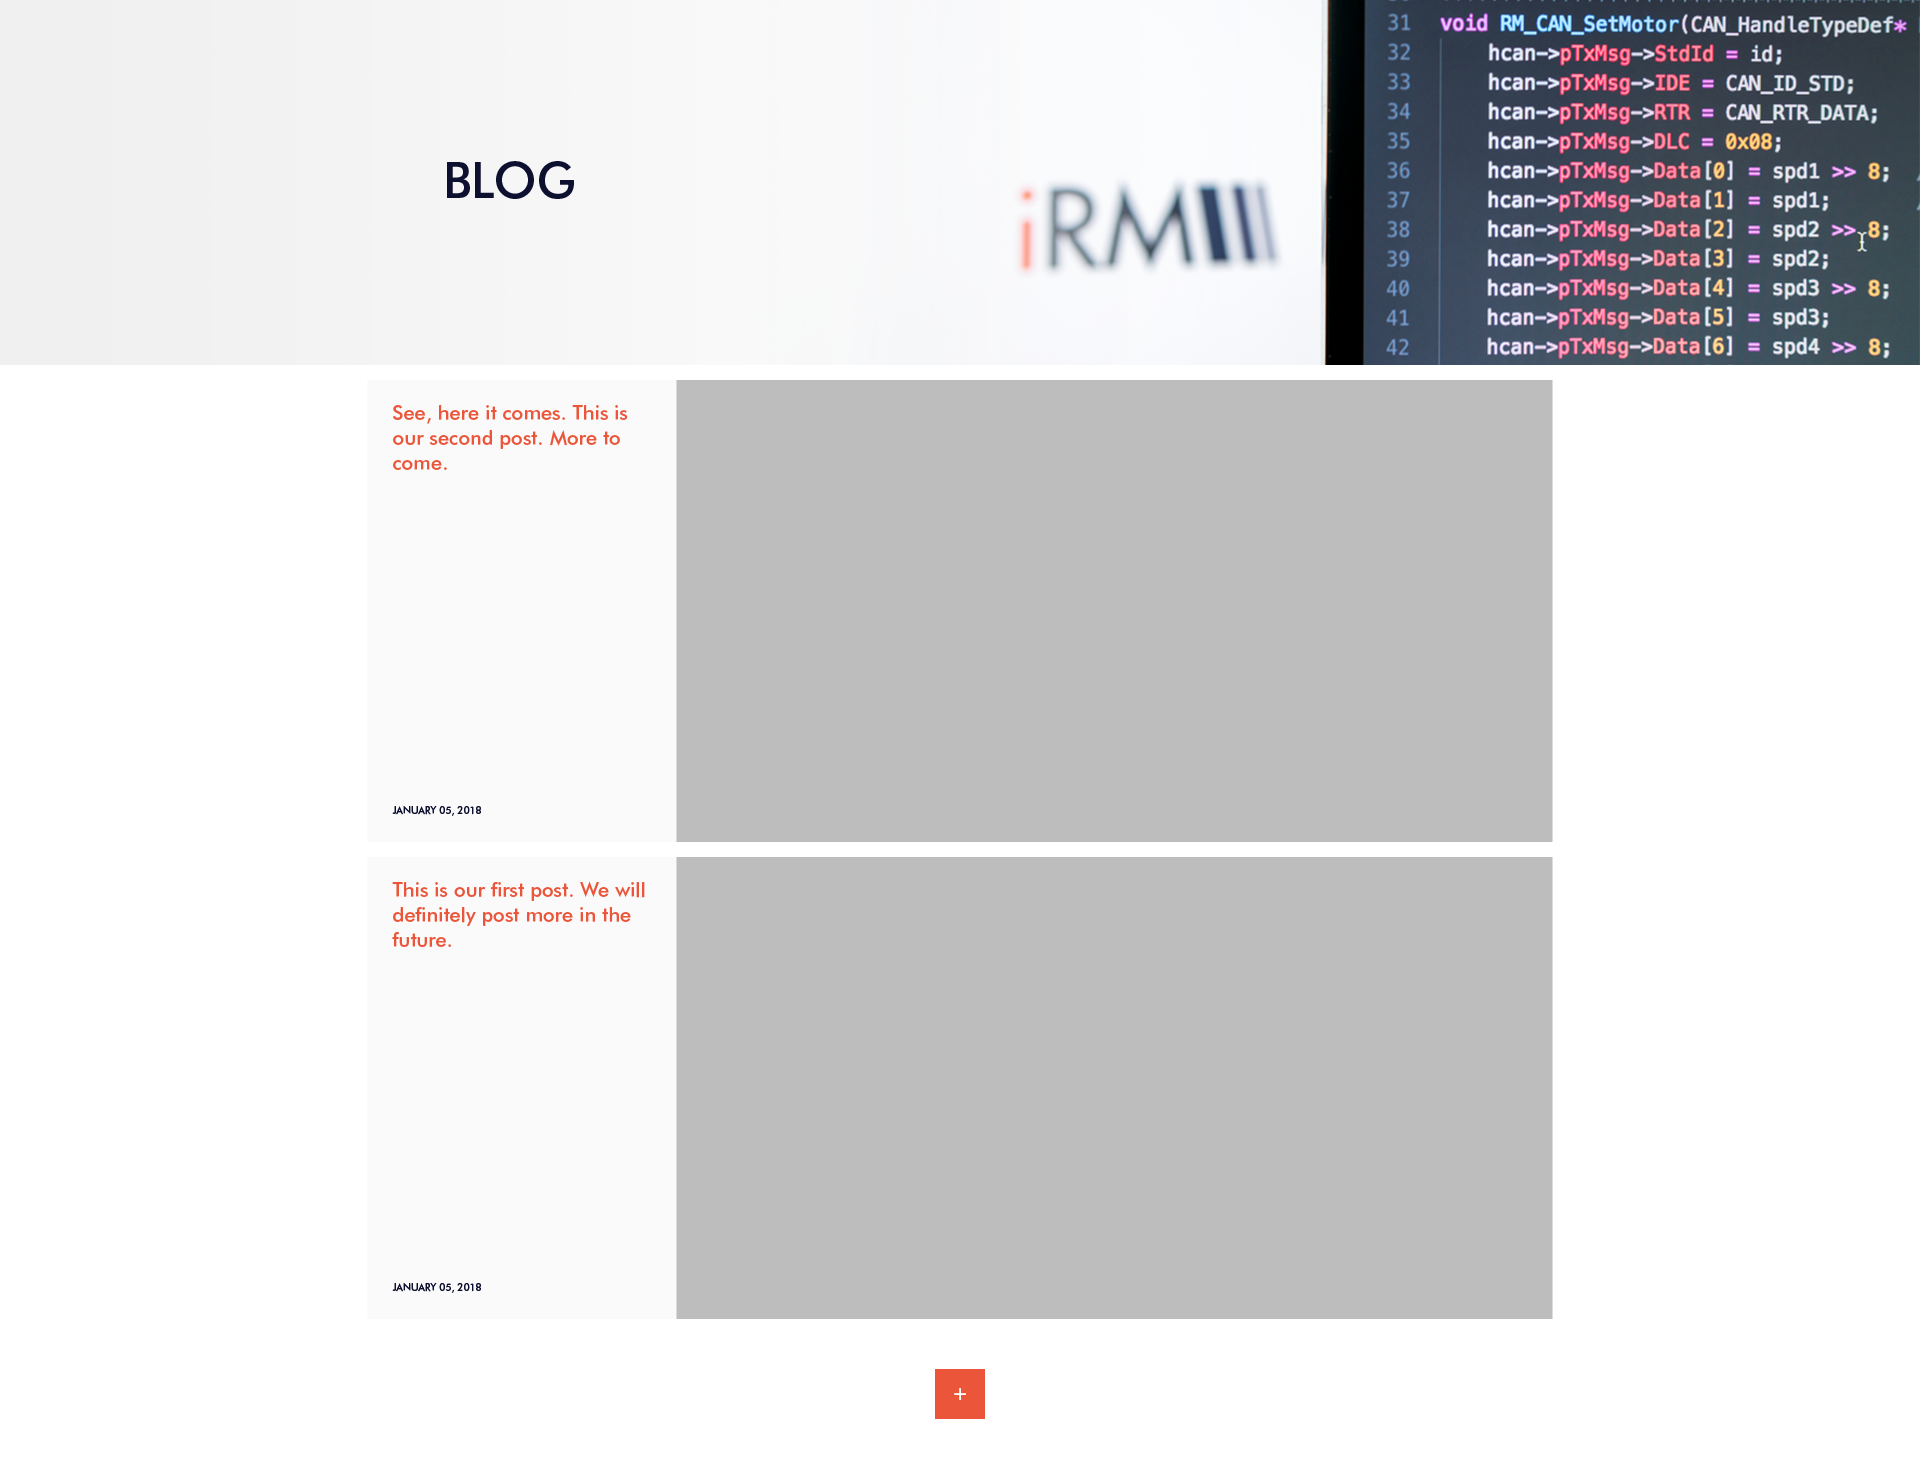 BLOG
iRM
31 void RM_CAN_SetMotor(CAN_HandleTypeDef*
32 hcan->pTxMsg->StdId = id;
33 hcan->pTxMsg->IDE = CAN_ID_STD;
34 hcan->pTxMsg->RTR = CAN_RTR_DATA;
35 hcan->pTxMsg->DLC = 0x08;
36 hcan->pTxMsg->Data[0] = spd1 >> 8;
37 hcan->pTxMsg->Data[1] = spd1;
38 hcan->pTxMsg->Data[2] = spd2 >> 8;
39 hcan->pTxMsg->Data[3] = spd2;
40 hcan->pTxMsg->Data[4] = spd3 >> 8;
41 hcan->pTxMsg->Data[5] = spd3;
42 hcan->pTxMsg->Data[6] = spd4 >> 8;
See, here it comes. This is
our second post. More to
come.
JANUARY 05, 2018
This is our first post. We will
definitely post more in the
future.
JANUARY 05, 2018
+